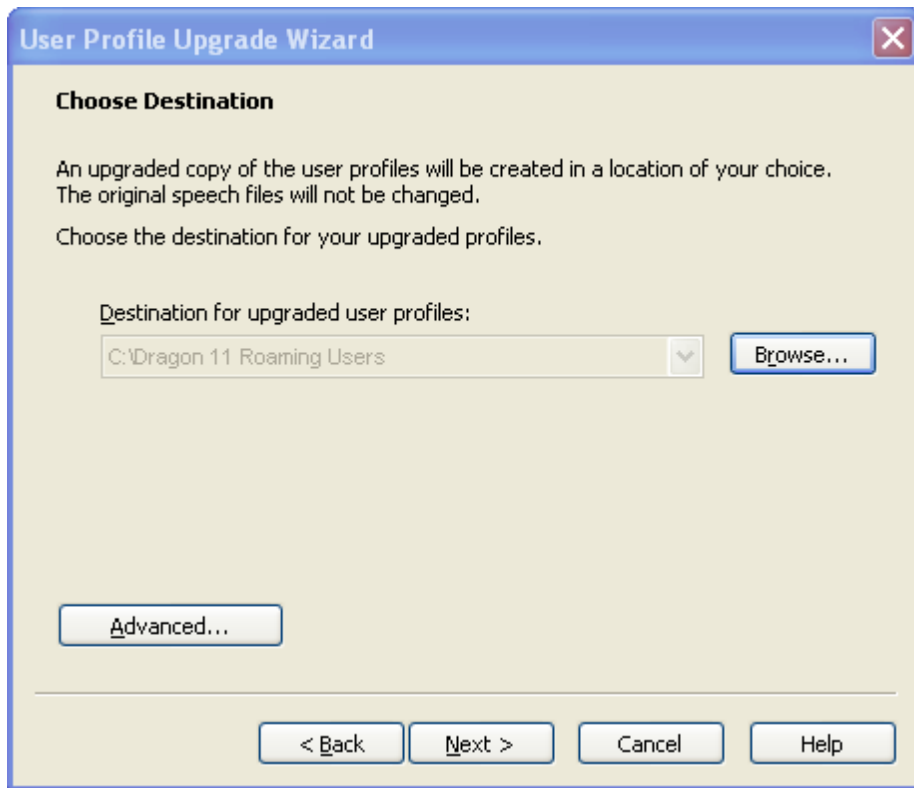 User Profile Upgrade Wizard
Choose Destination
An upgraded copy of the user profiles will be created in a location of your choice.
The original speech files will not be changed.
Choose the destination for your upgraded profiles.
Destination for upgraded user profiles:
C:\Dragon 11 Roaming Users
Browse...
Advanced...
< Back Next > Cancel Help